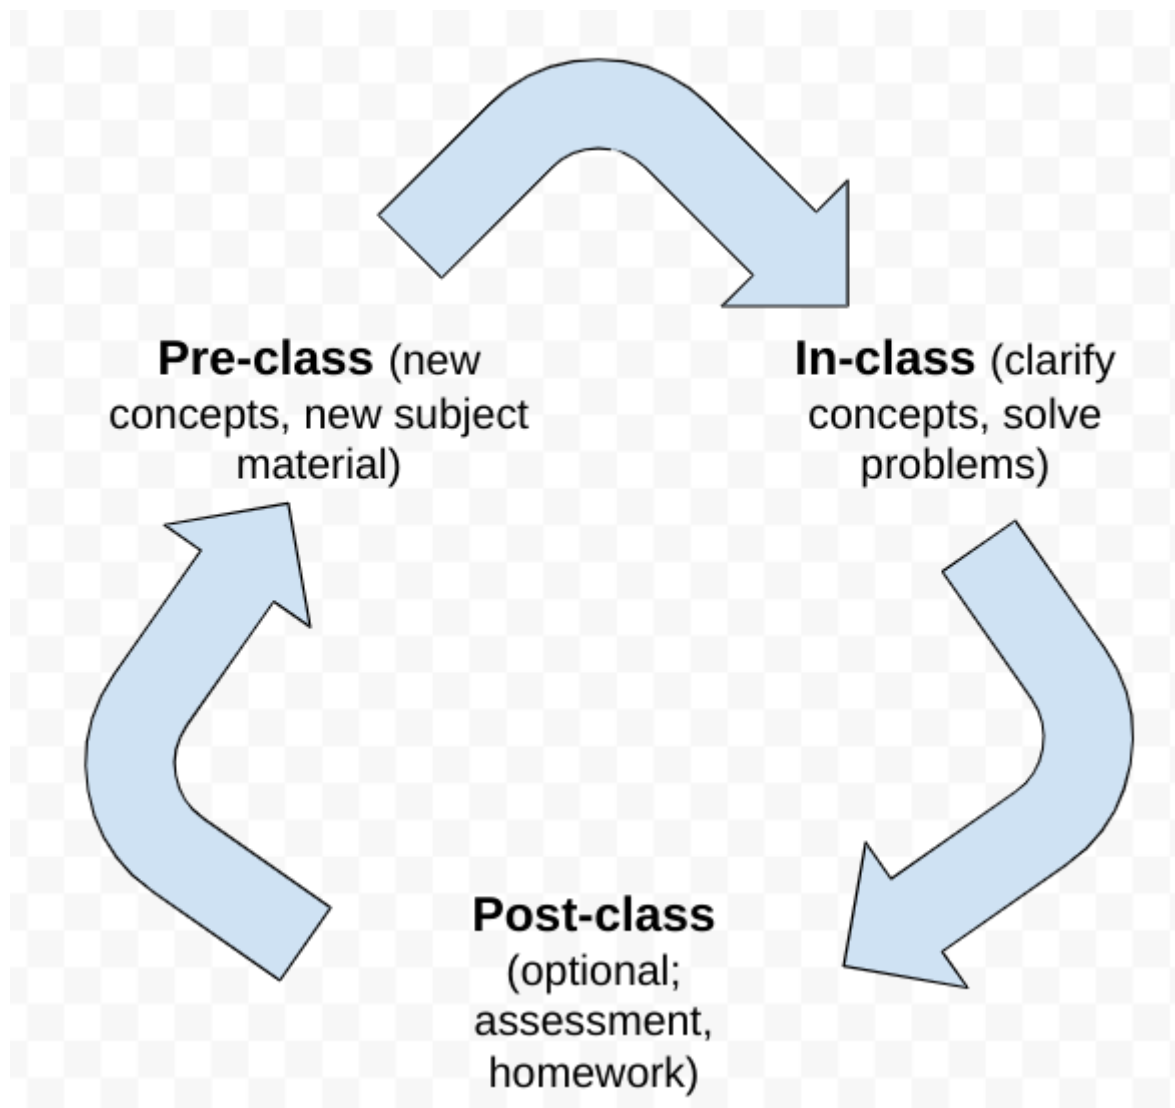 Pre-class (new
concepts, new subject
material)
In-class (clarify
concepts, solve
problems)
Post-class
(optional;
assessment,
homework)